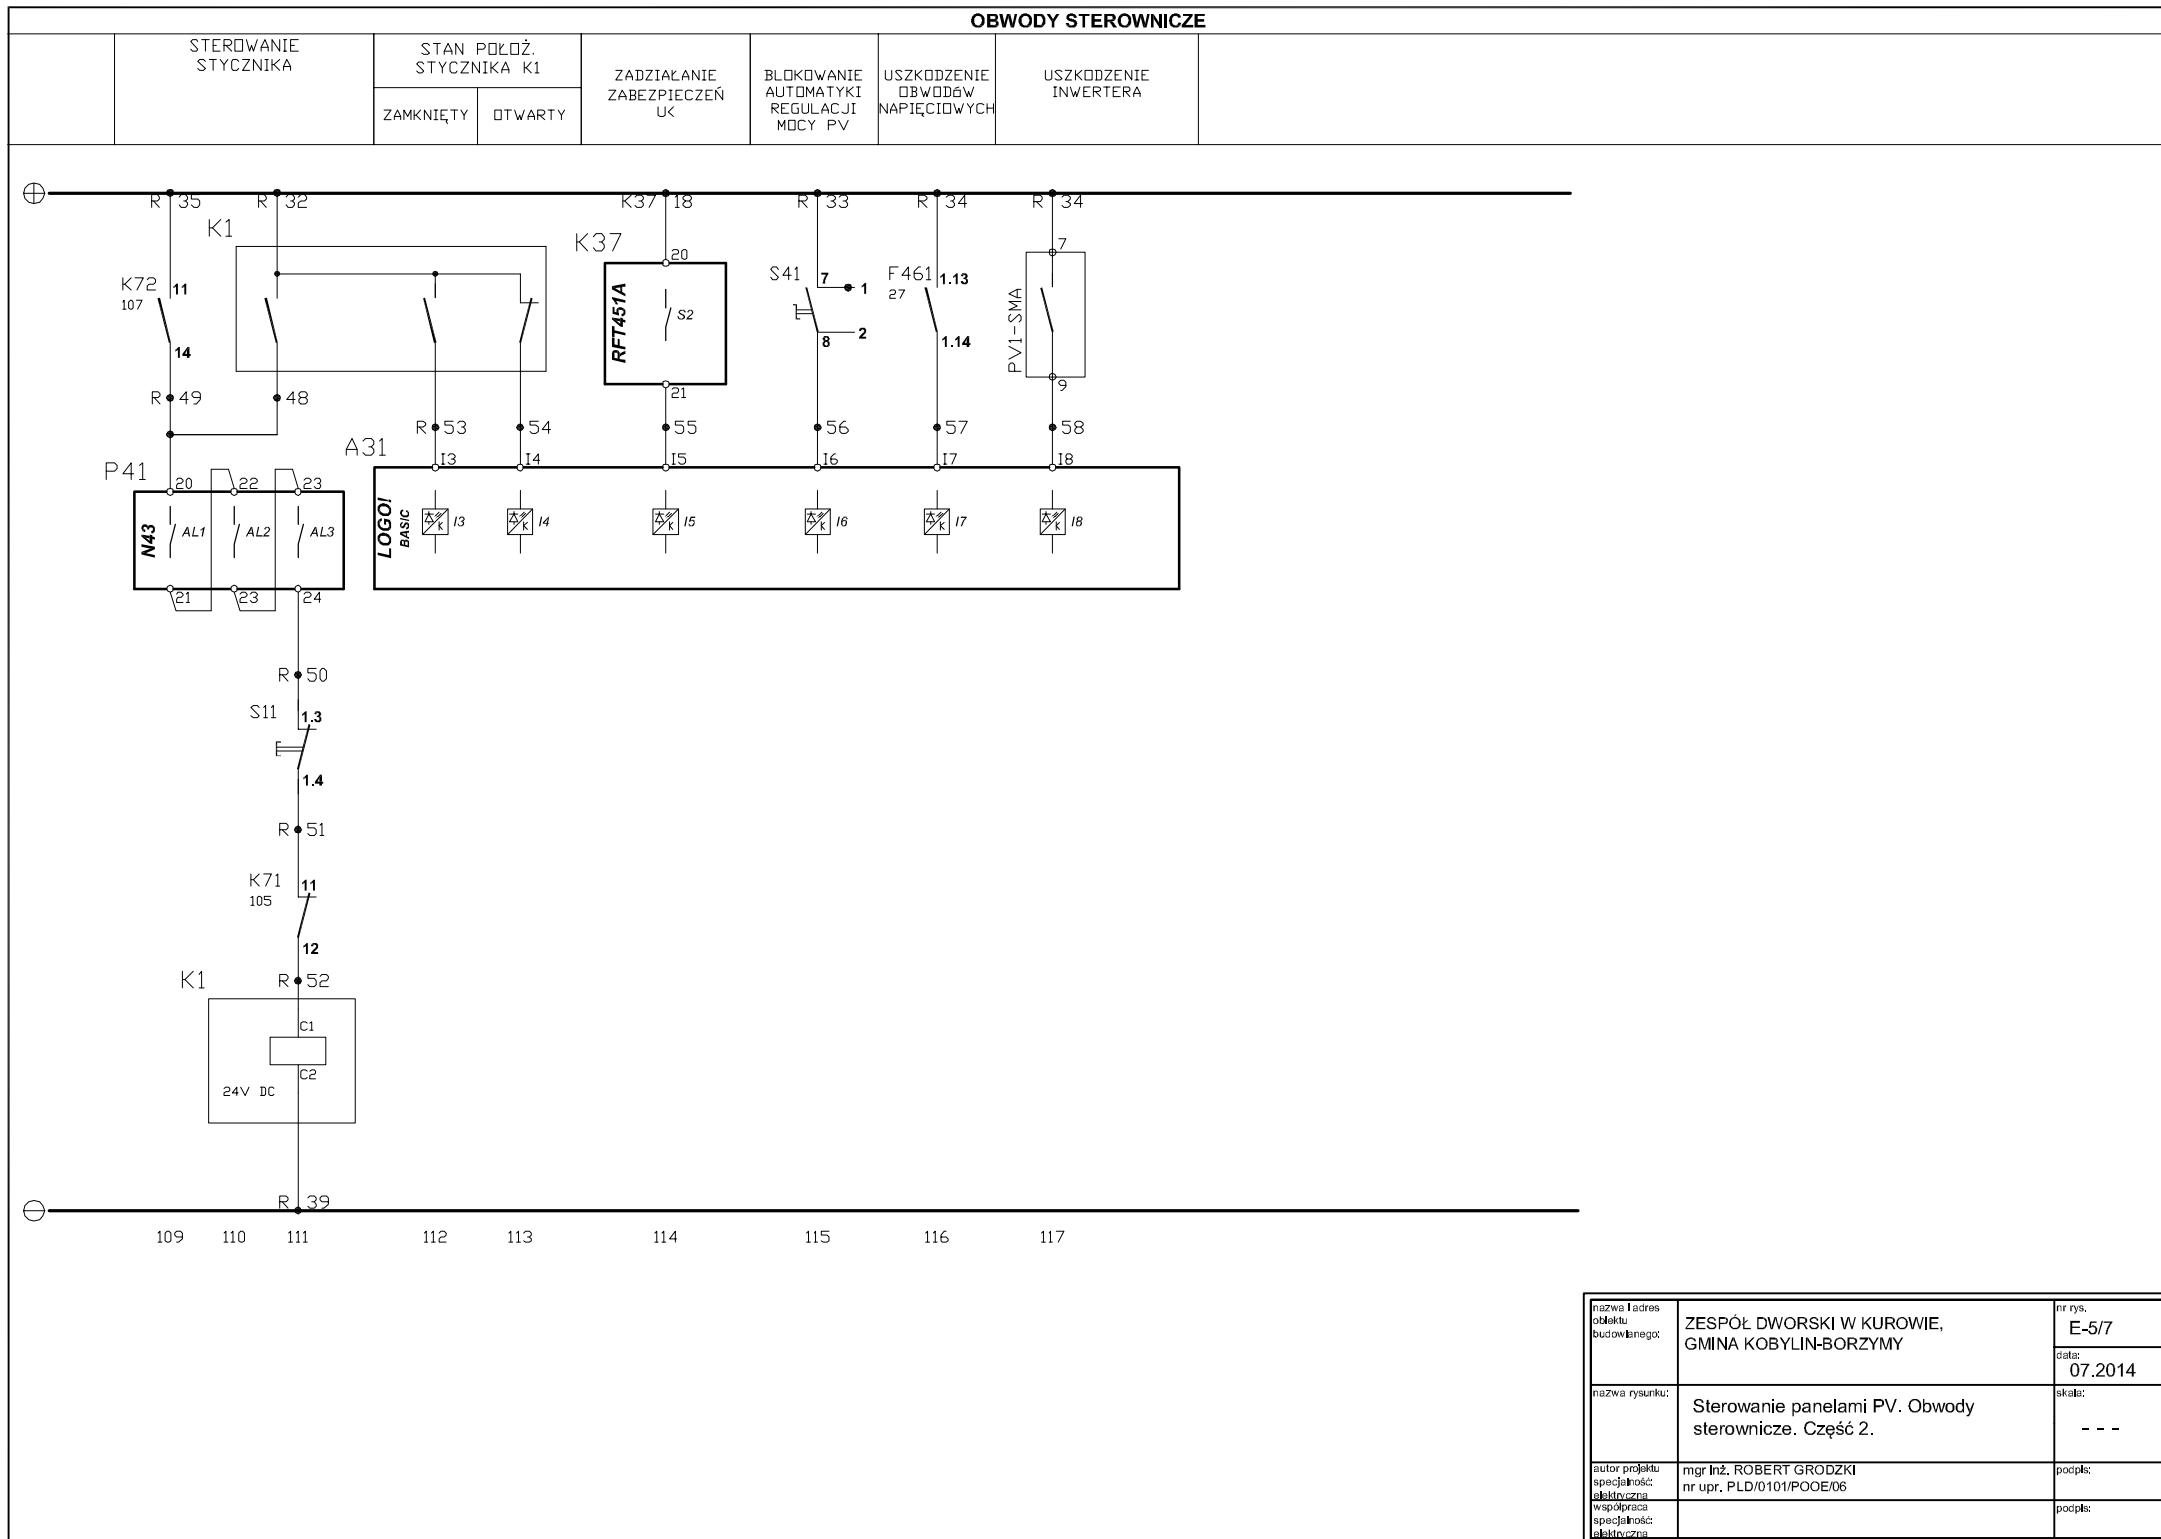 OBWODY STEROWNICZE
STEROWANIE
STYCZNIKA
STAN POŁOŻ.
STYCZNIKA K1
ZAMKNIĘTY
OTWARTY
ZADZIAŁANIE
ZABEZPIECZEŃ
UK
BLOKOWANIE
AUTOMATYKI
REGULACJI
MOCY PV
USZKODZENIE
OBWODÓW
NAPIĘCIOWYCH
USZKODZENIE
INWERTERA
R 35
R 32
K37 18
R 33
R 34
R 34
K1
K37
20
7
K72
107
11
14
RFT451A
S2
S41
7
1
2
8
F461
27
1.13
1.14
PV1-SMA
21
9
R 49
48
R 53
54
55
56
57
58
A31
I3
I4
I5
I6
I7
I8
P41
20
22
23
N43
AL1
AL2
AL3
LOGO!
BASIC
I3
I4
I5
I6
I7
I8
21
23
24
R 50
S11
1.3
1.4
R 51
K71
105
11
12
K1
R 52
C1
C2
24V DC
R 39
109
110
111
112
113
114
115
116
117
nazwa i adres
obiektu
budowlanego:
ZESPÓŁ DWORSKI W KUROWIE,
GMINA KOBYLIN-BORZYMY
nr rys.
E-5/7
data:
07.2014
nazwa rysunku:
Sterowanie panelami PV. Obwody
sterownicze. Część 2.
skala:
- - -
autor projektu
specjalność:
elektryczna
mgr inż. ROBERT GRODZKI
nr upr. PLD/0101/POOE/06
podpis:
współpraca
specjalność:
elektryczna
podpis: